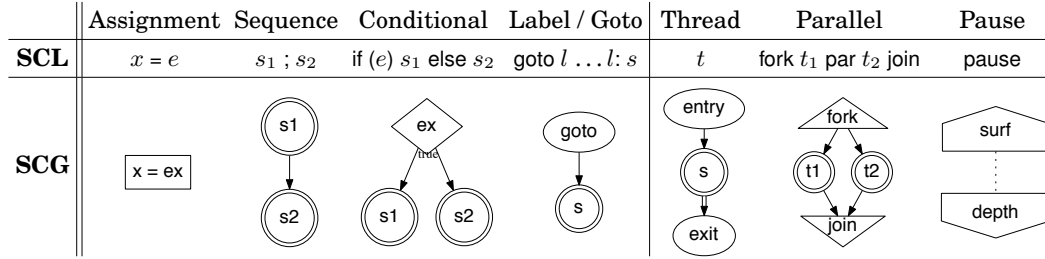 Assignment Sequence Conditional Label / Goto Thread Parallel Pause
SCL x = e s1 ; s2 if (e) s1 else s2 goto l … l: s t fork t1 par t2 join pause
SCG
x = ex
s1
s2
ex
true
s1 s2
goto
s
entry
s
exit
fork
t1 t2
join
surf
depth